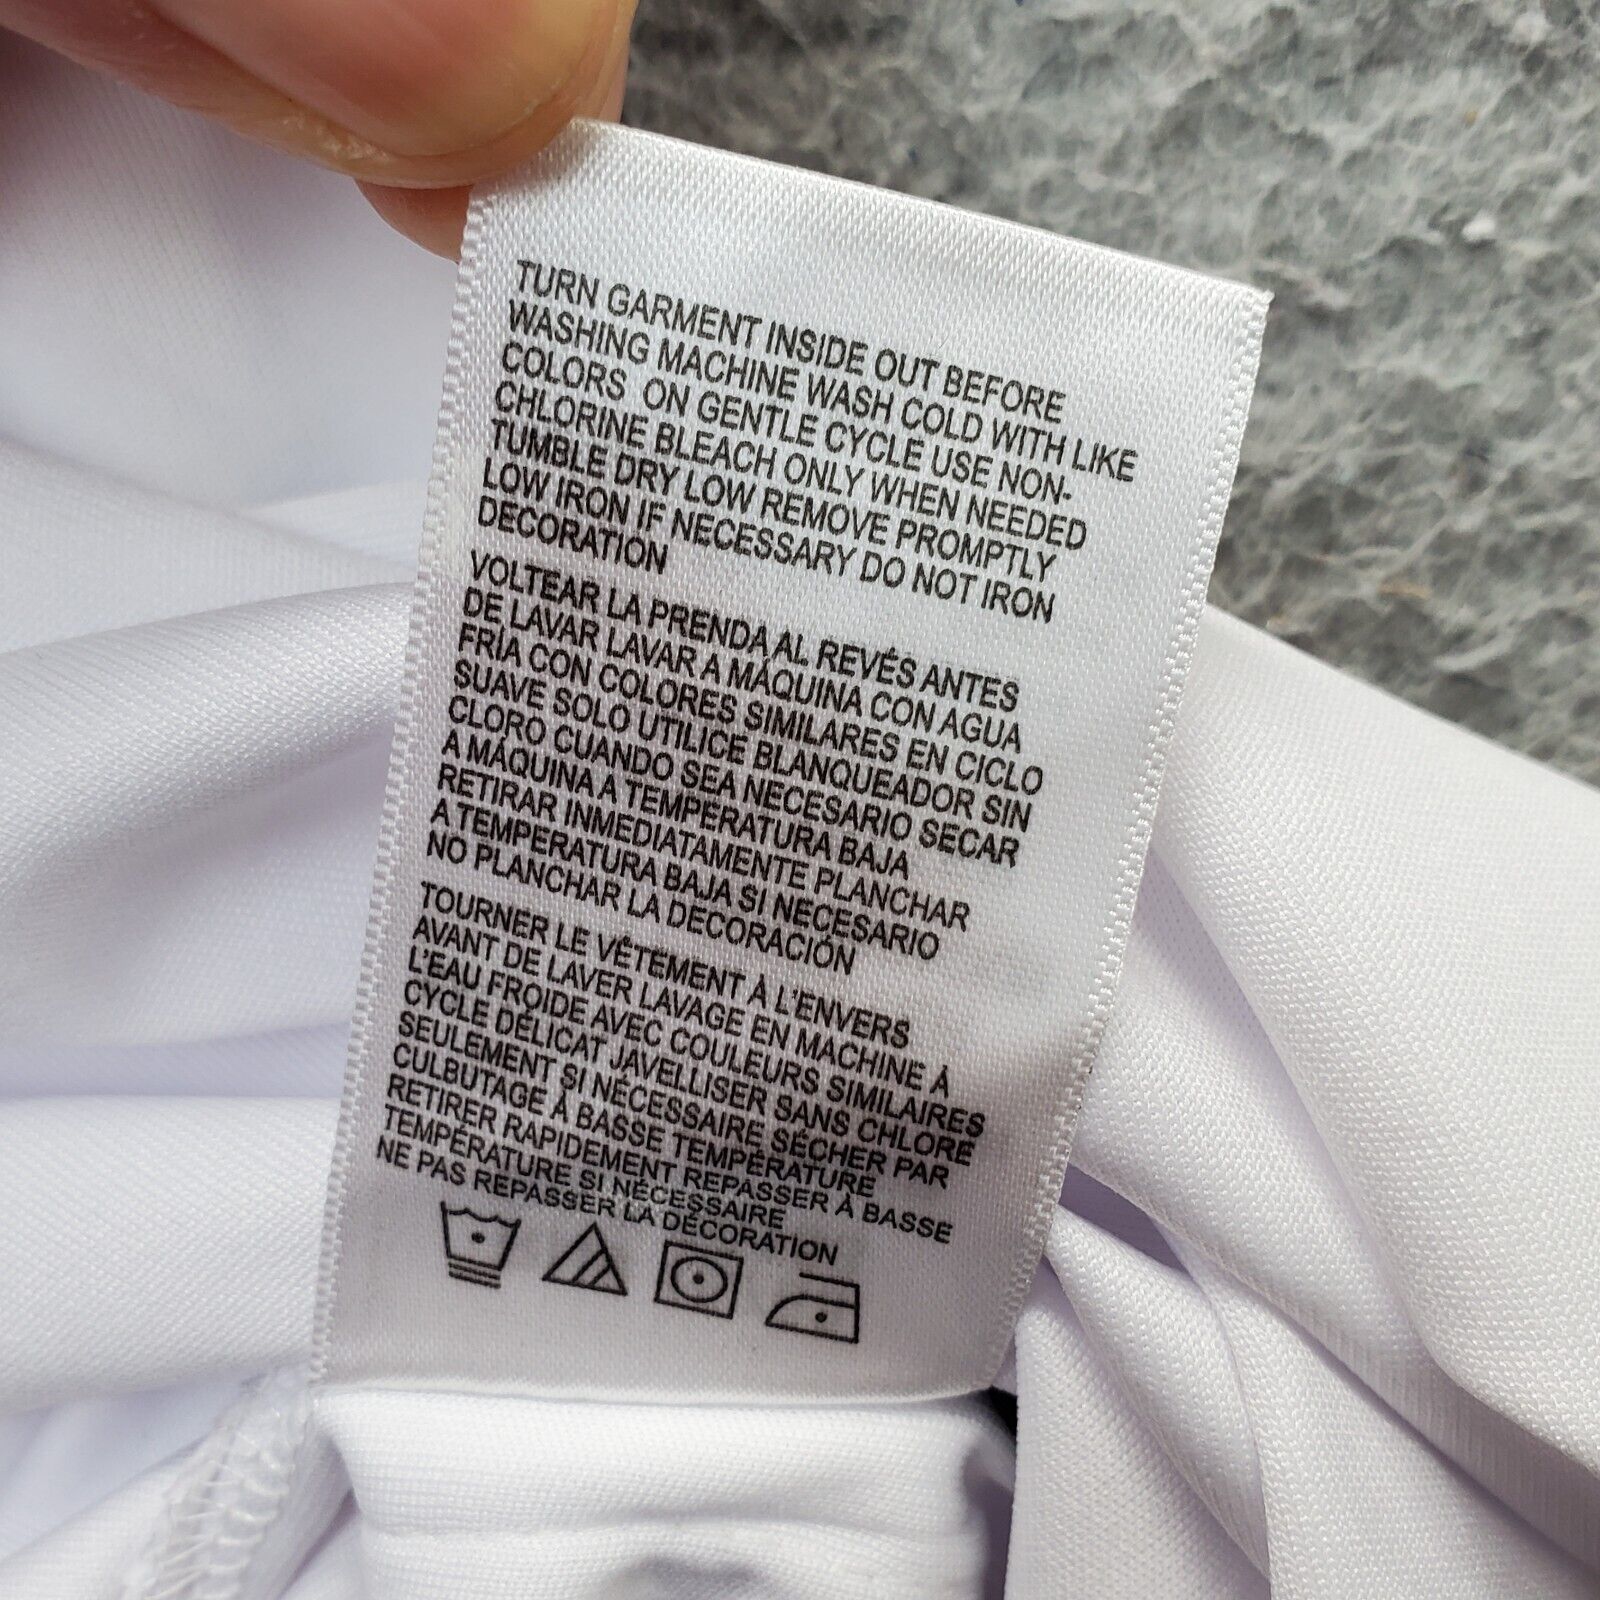 TURN GARMENT INSIDE OUT BEFORE
WASHING MACHINE WASH COLD WITH LIKE
COLORS ON GENTLE CYCLE USE NON-
CHLORINE BLEACH ONLY WHEN NEEDED
TUMBLE DRY LOW REMOVE PROMPTLY
LOW IRON IF NECESSARY DO NOT IRON
DECORATION
VOLTEAR LA PRENDA AL REVÉS ANTES
DE LAVAR LAVAR A MÁQUINA CON AGUA
FRÍA CON COLORES SIMILARES EN CICLO
SUAVE SOLO UTILICE BLANQUEADOR SIN
CLORO CUANDO SEA NECESARIO SECAR
A MÁQUINA A TEMPERATURA BAJA
RETIRAR INMEDIATAMENTE PLANCHAR
A TEMPERATURA BAJA SI NECESARIO
NO PLANCHAR LA DECORACIÓN
TOURNER LE VÊTEMENT À L'ENVERS
AVANT DE LAVER LAVAGE EN MACHINE À
L'EAU FROIDE AVEC COULEURS SIMILAIRES
CYCLE DÉLICAT JAVELLISER SANS CHLORE
SEULEMENT SI NÉCESSAIRE SÉCHER PAR
CULBUTAGE À BASSE TEMPÉRATURE
RETIRER RAPIDEMENT REPASSER À BASSE
TEMPÉRATURE SI NÉCESSAIRE
NE PAS REPASSER LA DÉCORATION